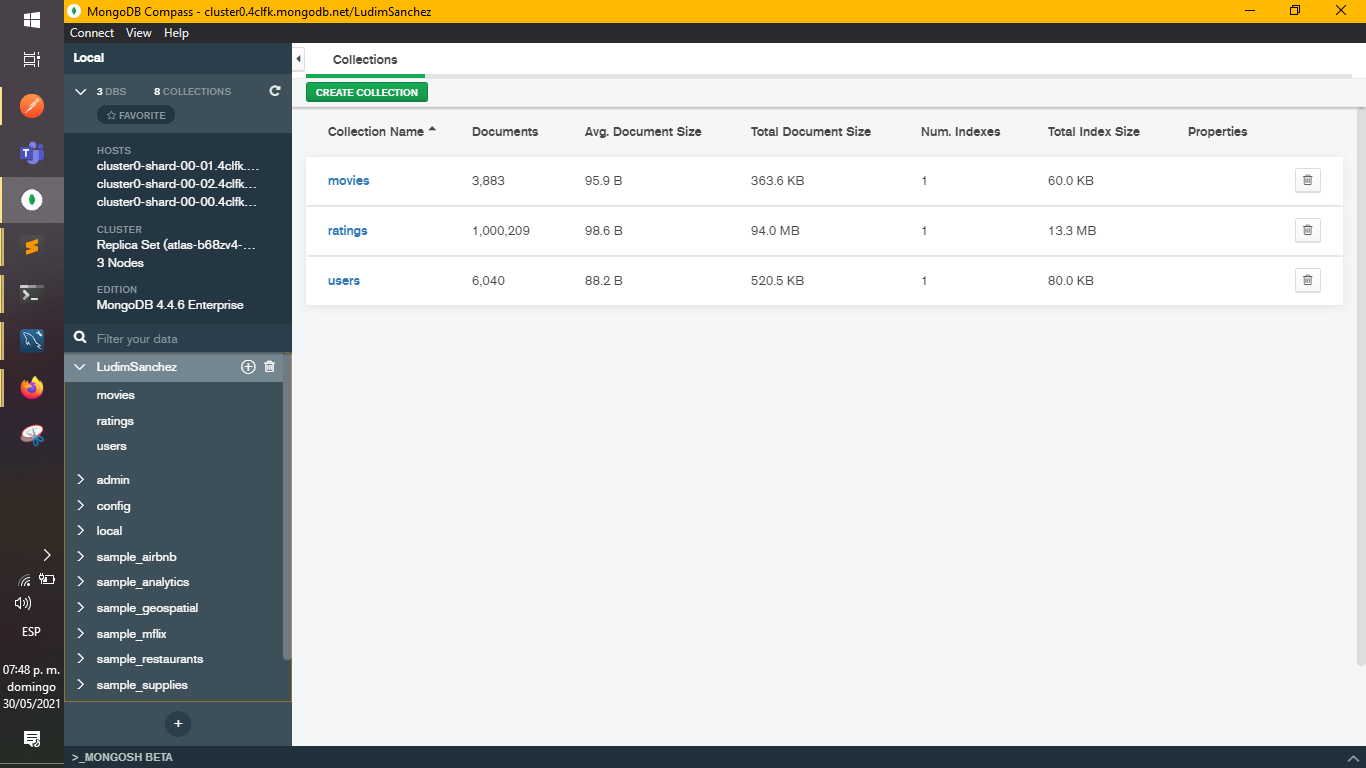 MongoDB Compass - cluster0.4clfk.mongodb.net/LudimSanchez
Connect View Help
Local
3 DBS 8 COLLECTIONS
FAVORITE
HOSTS
cluster0-shard-00-01.4clfk....
cluster0-shard-00-02.4clfk...
cluster0-shard-00-00.4clfk...
CLUSTER
Replica Set (atlas-b68zv4-...
3 Nodes
EDITION
MongoDB 4.4.6 Enterprise
Filter your data
LudimSanchez
movies
ratings
users
admin
config
local
sample_airbnb
sample_analytics
sample_geospatial
sample_mflix
sample_restaurants
sample_supplies
+
>_MONGOSH BETA
Collections
CREATE COLLECTION
Collection Name Documents Avg. Document Size Total Document Size Num. Indexes Total Index Size Properties
movies 3,883 95.9 B 363.6 KB 1 60.0 KB
ratings 1,000,209 98.6 B 94.0 MB 1 13.3 MB
users 6,040 88.2 B 520.5 KB 1 80.0 KB
ESP
07:48 p. m.
domingo
30/05/2021